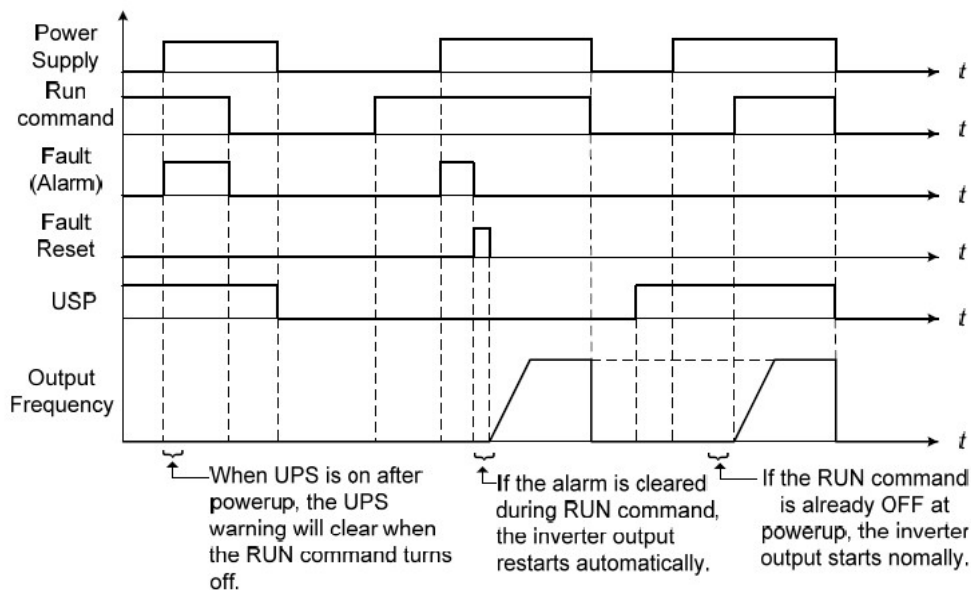 Power
Supply
t
Run
command
t
Fault
(Alarm)
t
Fault
Reset
t
USP
t
Output
Frequency
t
When UPS is on after
powerup, the UPS
warning will clear when
the RUN command turns
off.
If the alarm is cleared
during RUN command,
the inverter output
restarts automatically.
If the RUN command
is already OFF at
powerup, the inverter
output starts nomally.